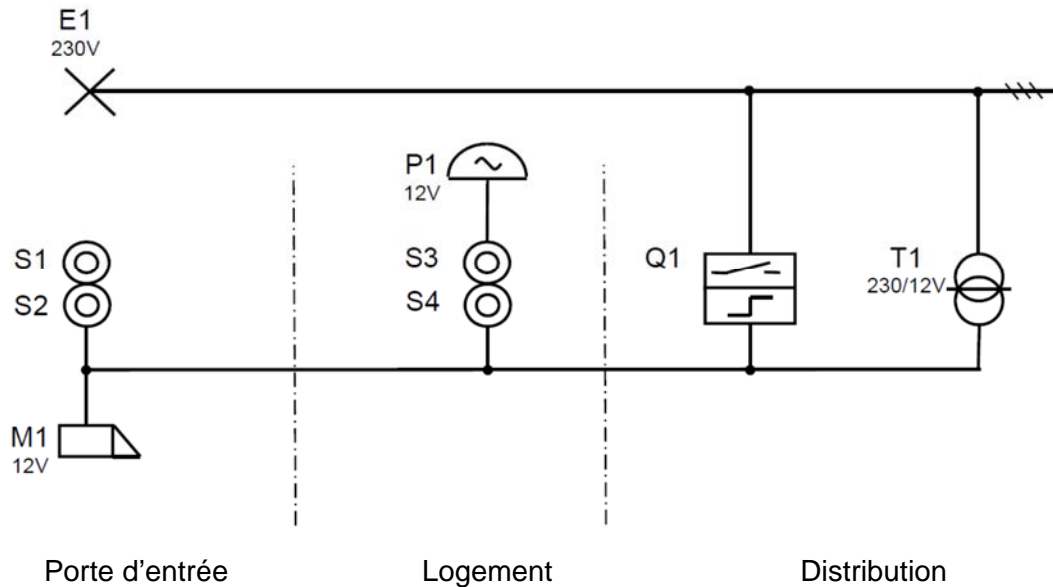 E1
230V
P1
12V
S1
S2
S3
S4
Q1
T1
230/12V
M1
12V
Porte d'entrée
Logement
Distribution